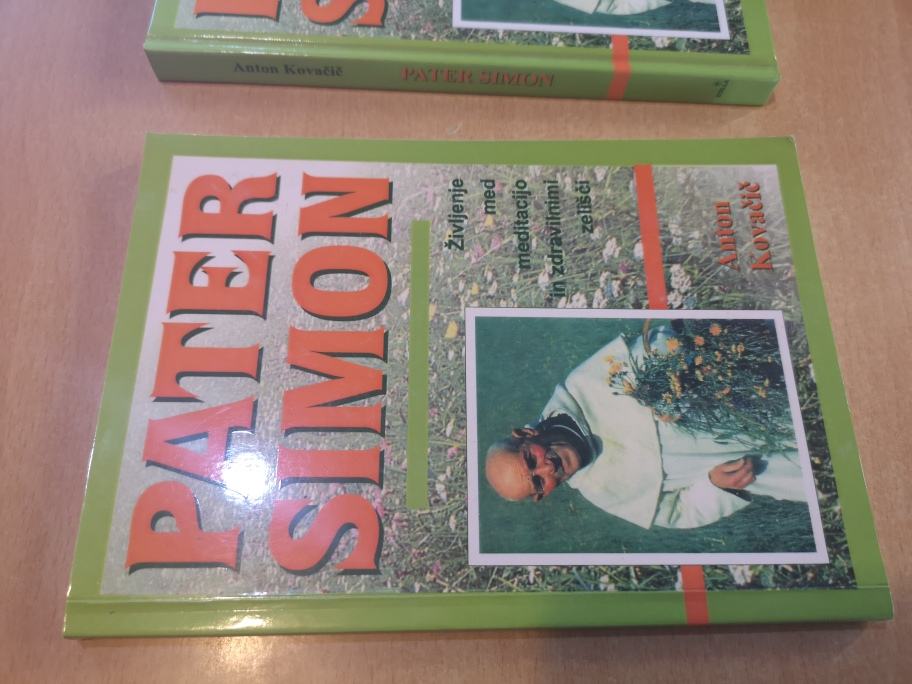 Anton Kovačič PATER SIMON
PATER
SIMON
Življenje
med
meditacijo
in zdravilnimi
zelišči
Anton
Kovačič